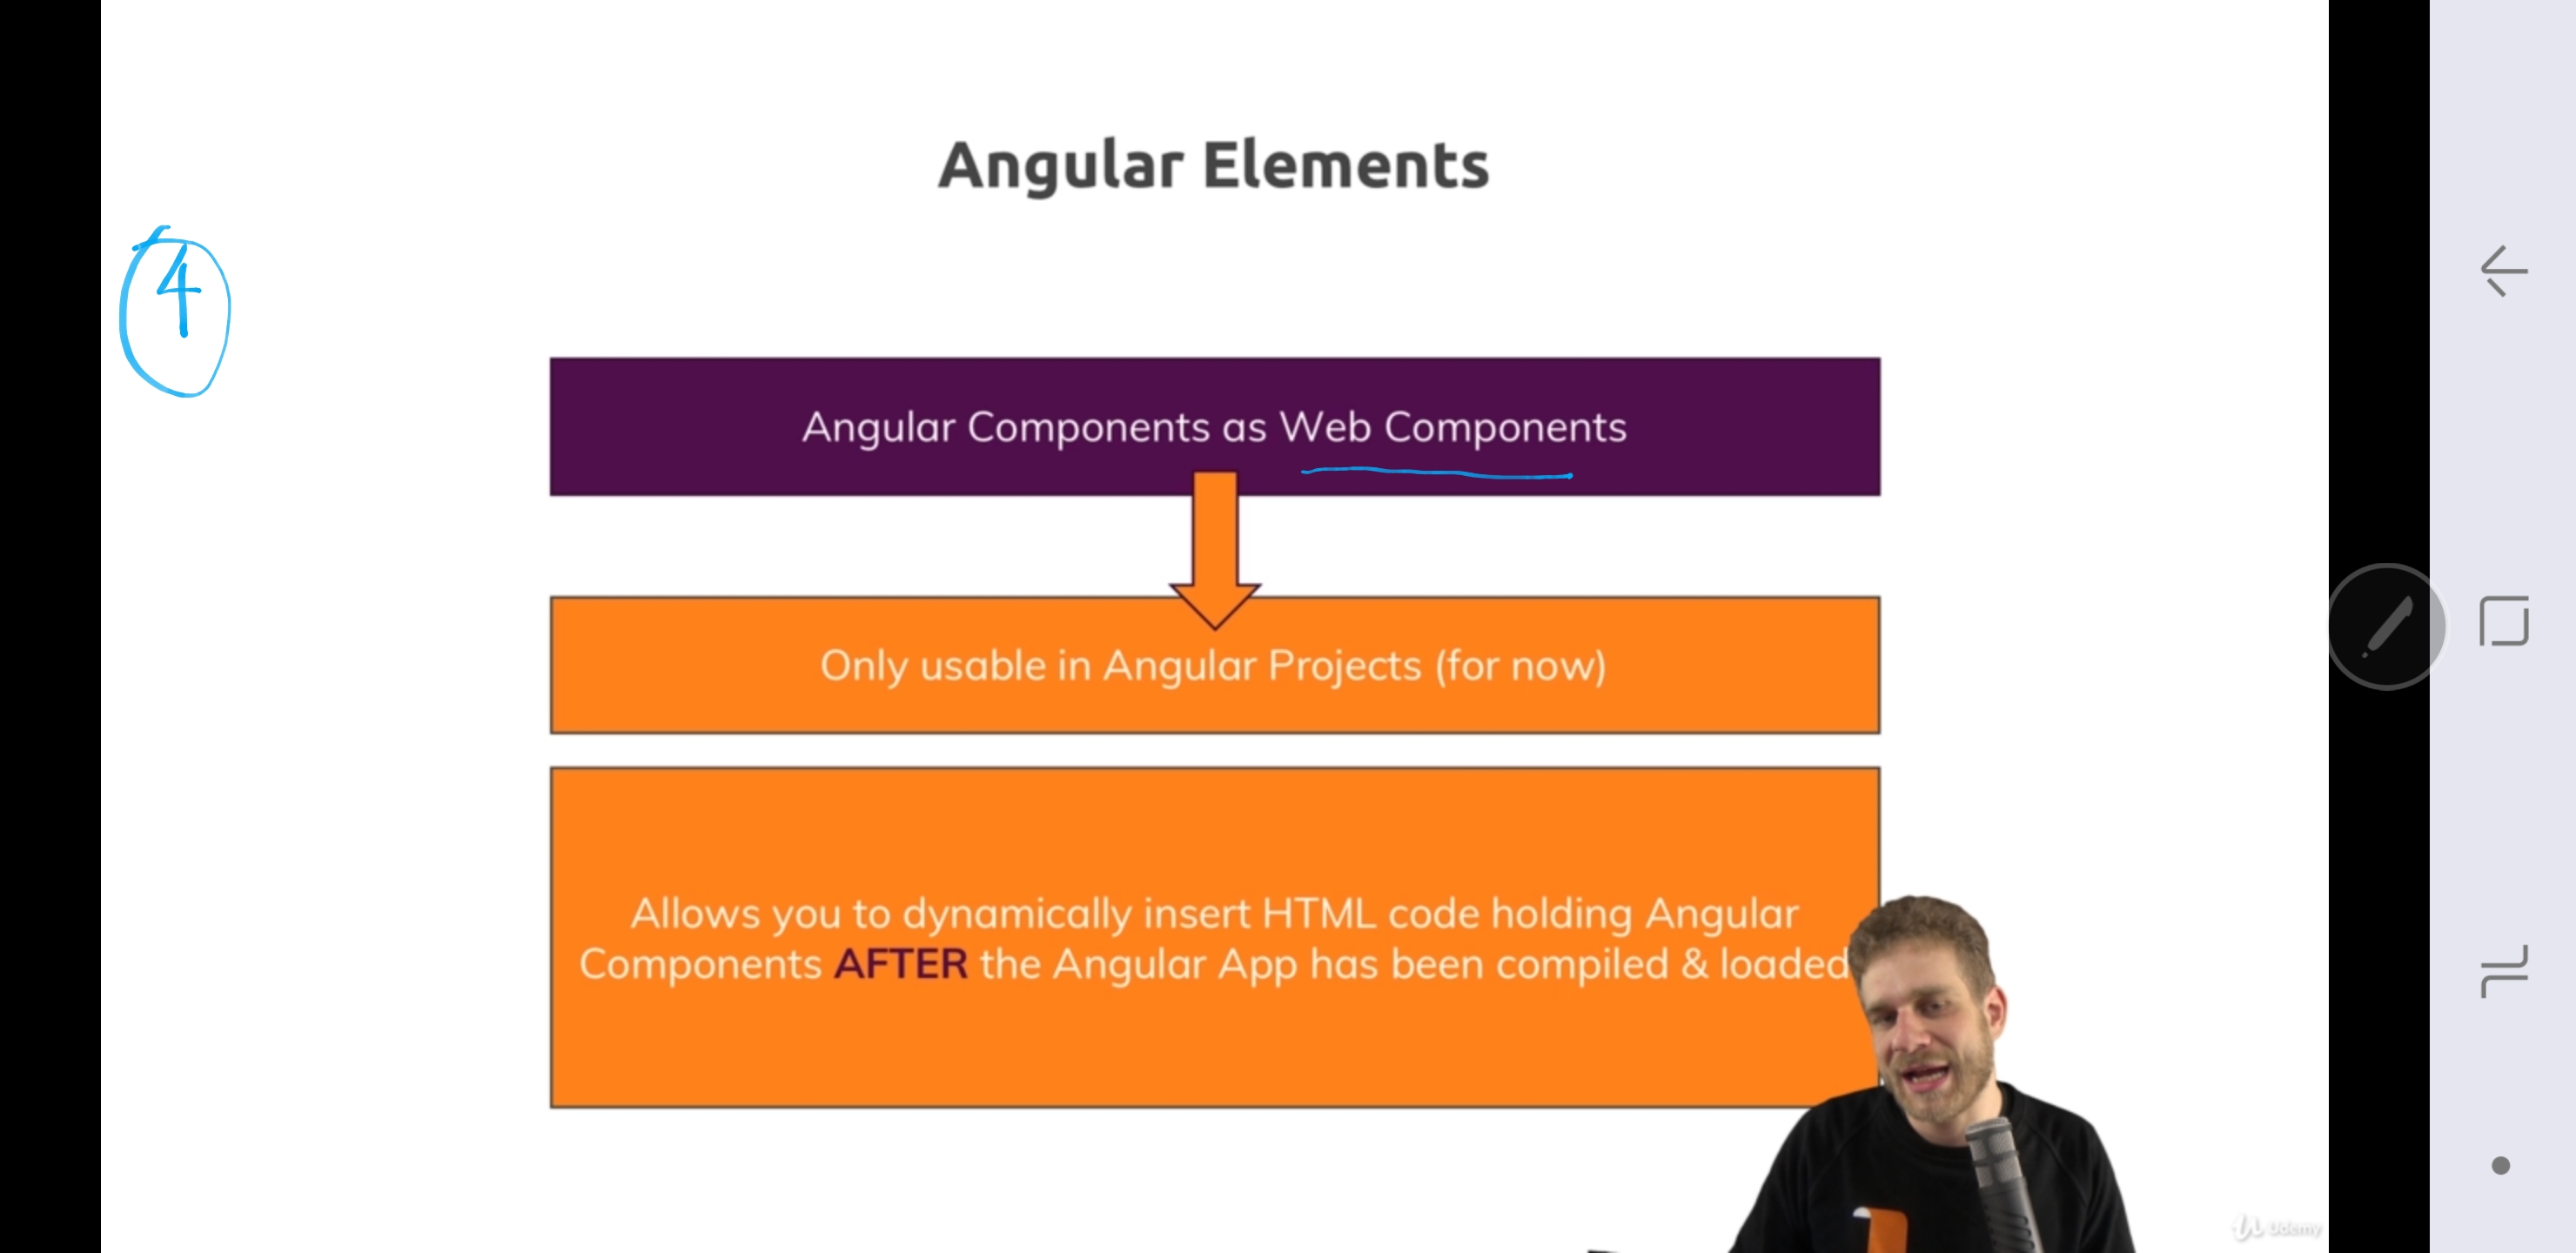 Angular Elements
4
Angular Components as Web Components
Only usable in Angular Projects (for now)
Allows you to dynamically insert HTML code holding Angular
Components AFTER the Angular App has been compiled & loaded
Udemy